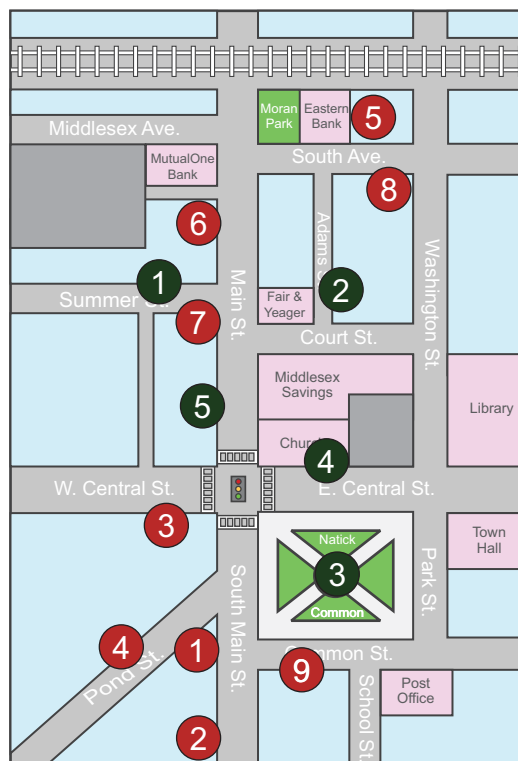 Moran
Park
Eastern
Bank
5
Middlesex Ave.
South Ave.
MutualOne
Bank
8
6
Adams S
Washington St.
1
Main St.
2
Summer St.
Fair &
Yeager
7
Court St.
Middlesex
Savings
5
Library
Church
4
W. Central St.
E. Central St.
3
Natick
Town
Hall
3
Park St.
Common
South Main St.
4
1
Pond St.
Common St.
9
School St.
Post
Office
2